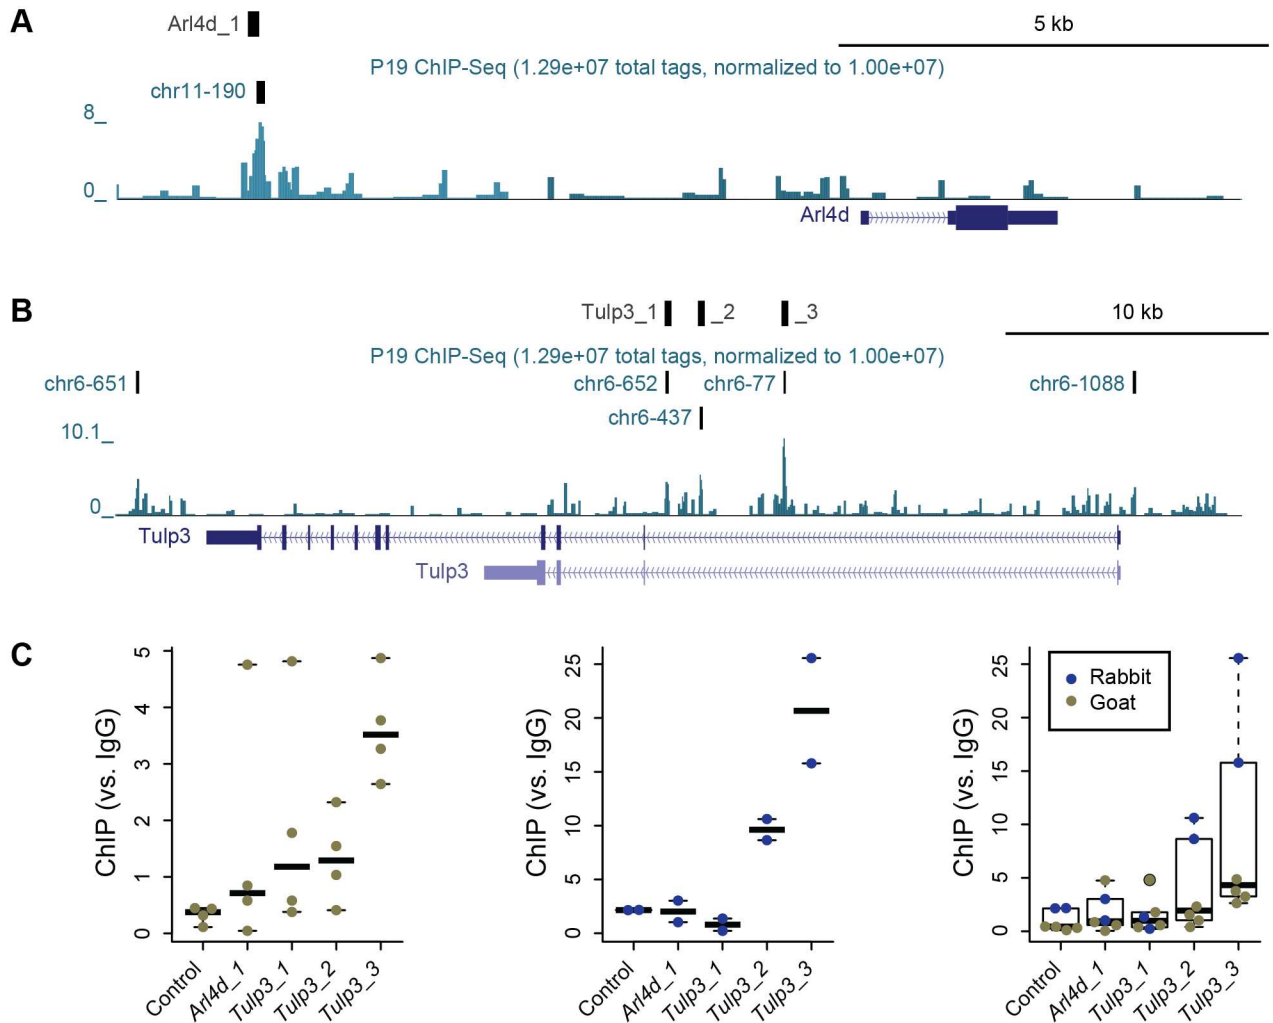 A
Arl4d_1
5 kb
P19 ChIP-Seq (1.29e+07 total tags, normalized to 1.00e+07)
chr11-190
8_
0_
Arl4d
B
Tulp3_1 _2 _3
10 kb
P19 ChIP-Seq (1.29e+07 total tags, normalized to 1.00e+07)
chr6-651 chr6-652 chr6-77 chr6-1088
chr6-437
10.1_
0_
Tulp3
Tulp3
C
ChIP (vs. IgG)
5
4
3
2
1
0
Control
Arl4d_1
Tulp3_1
Tulp3_2
Tulp3_3
ChIP (vs. IgG)
25
20
15
10
5
0
Control
Arl4d_1
Tulp3_1
Tulp3_2
Tulp3_3
ChIP (vs. IgG)
25
20
15
10
5
0
Rabbit
Goat
Control
Arl4d_1
Tulp3_1
Tulp3_2
Tulp3_3